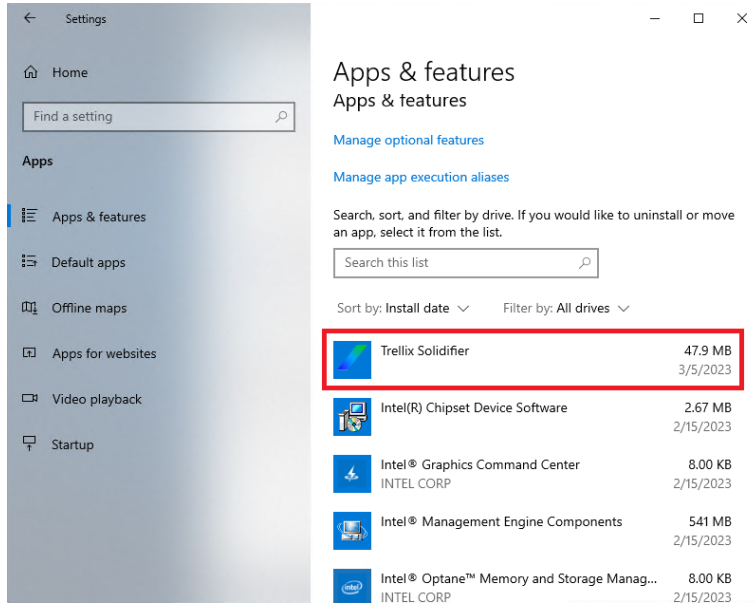 Settings
Home
Find a setting
Apps
Apps & features
Default apps
Offline maps
Apps for websites
Video playback
Startup
Apps & features
Apps & features
Manage optional features
Manage app execution aliases
Search, sort, and filter by drive. If you would like to uninstall or move
an app, select it from the list.
Search this list
Sort by: Install date
Filter by: All drives
Trellix Solidifier
47.9 MB
3/5/2023
Intel(R) Chipset Device Software
2.67 MB
2/15/2023
Intel® Graphics Command Center
8.00 KB
INTEL CORP
2/15/2023
Intel® Management Engine Components
541 MB
2/15/2023
Intel® Optane™ Memory and Storage Manag...
8.00 KB
intel
INTEL CORP
2/15/2023